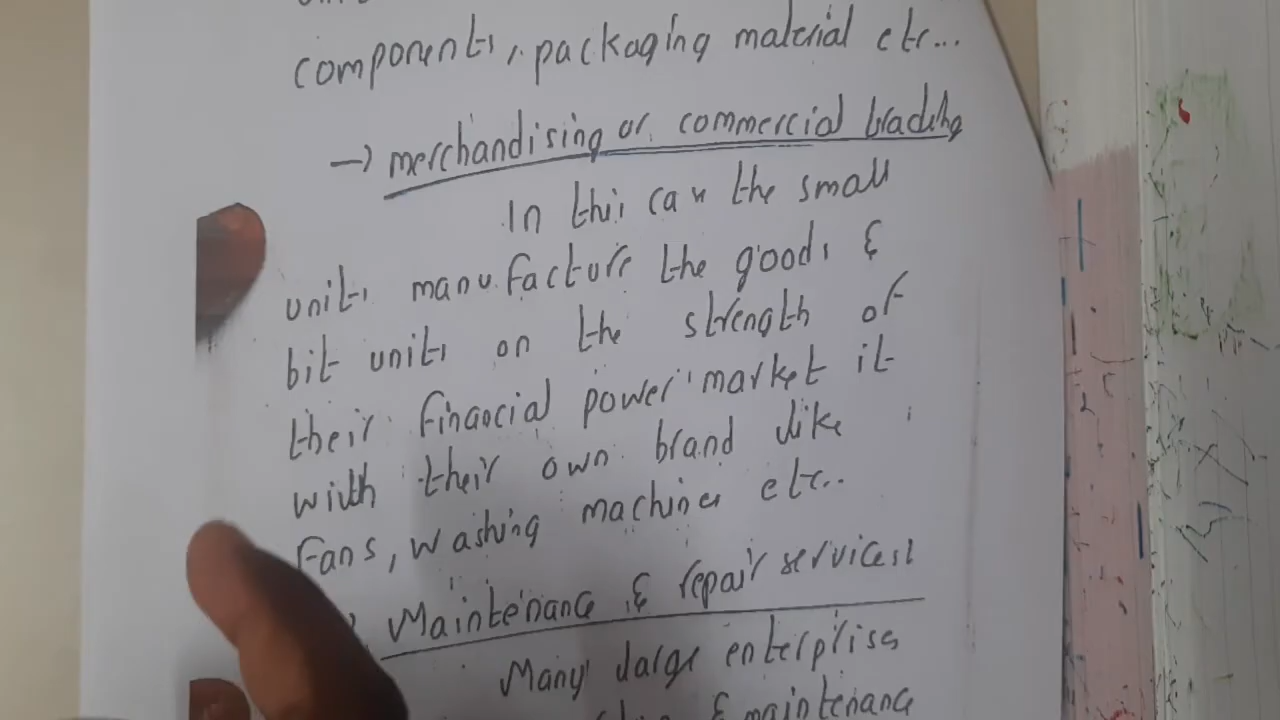 components, packaging material etc...
→ merchandising or commercial trading
In this case the small
units manufacture the goods &
bit units on the strength of
their financial power market it
with their own brand like
Fans, washing machines etc..
Maintenance & repair services:
Many large enterprises
& maintenance